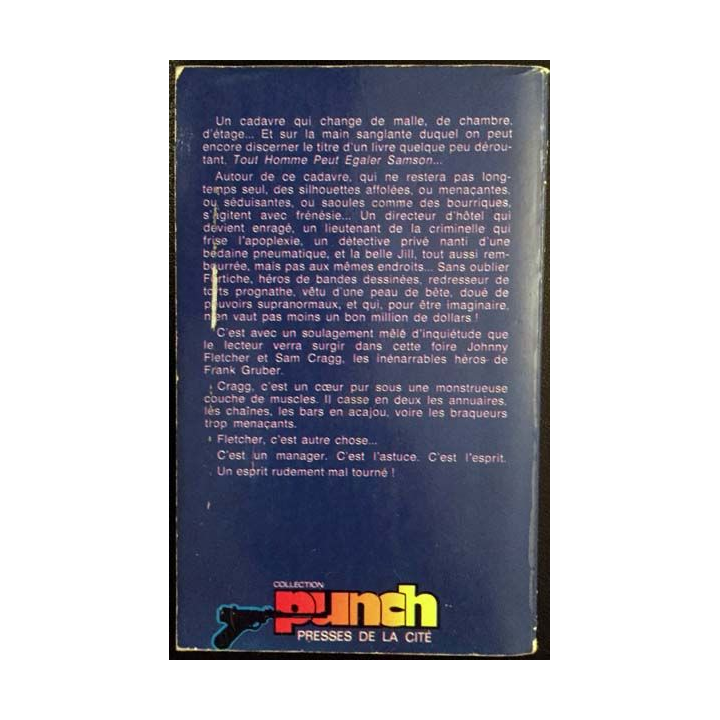 Un cadavre qui change de malle, de chambre,
d'étage... Et sur la main sanglante duquel on peut
encore discerner le titre d'un livre quelque peu dérou-
tant, Tout Homme Peut Egaler Samson...
Autour de ce cadavre, qui ne restera pas long-
temps seul, des silhouettes affolées, ou menaçantes,
ou séduisantes, ou saoules comme des bourriques,
s'agitent avec frénésie... Un directeur d'hôtel qui
devient enragé, un lieutenant de la criminelle qui
frise l'apoplexie, un détective privé nanti d'une
bedaine pneumatique, et la belle Jill, tout aussi rem-
bourrée, mais pas aux mêmes endroits... Sans oublier
héros de bandes dessinées, redresseur de
torts prognathe, vêtu d'une peau de bête, doué de
pouvoirs supranormaux, et qui, pour être imaginaire,
n'en vaut pas moins un bon million de dollars !
C'est avec un soulagement mêlé d'inquiétude que
le lecteur verra surgir dans cette foire Johnny
Fletcher et Sam Cragg, les inénarrables héros de
Frank Gruber.
Cragg, c'est un cœur pur sous une monstrueuse
couche de muscles. Il casse en deux les annuaires,
les chaînes, les bars en acajou, voire les braqueurs
trop menaçants.
Fletcher, c'est autre chose...
C'est un manager. C'est l'astuce. C'est l'esprit.
Un esprit rudement mal tourné !
COLLECTION
punch
PRESSES DE LA CITÉ